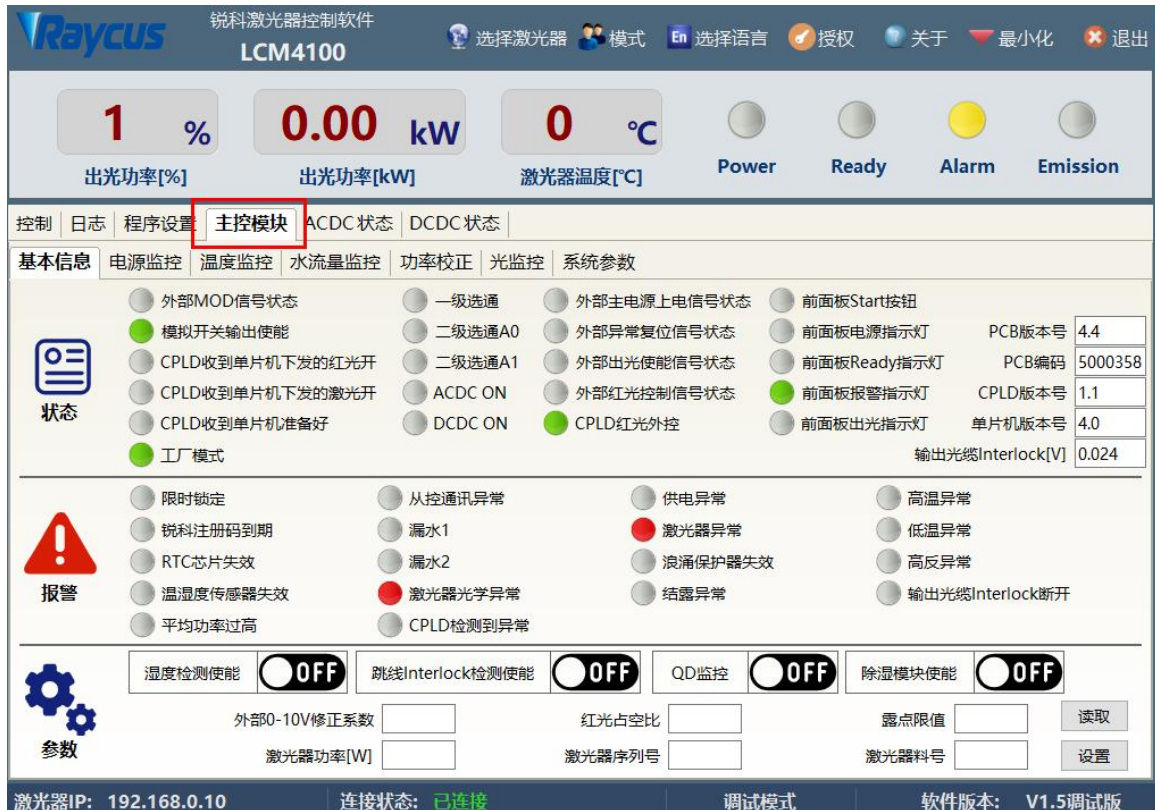 Raycus 锐科激光器控制软件
LCM4100
选择激光器 模式 En 选择语言 授权 关于 最小化 退出
1 % 0.00 kW 0 ℃
出光功率[%] 出光功率[kW] 激光器温度[℃] Power Ready Alarm Emission
控制 日志 程序设置 主控模块 ACDC 状态 DCDC 状态
基本信息 电源监控 温度监控 水流量监控 功率校正 光监控 系统参数
外部MOD信号状态 一级选通 外部主电源上电信号状态 前面板Start按钮
模拟开关输出使能 二级选通A0 外部异常复位信号状态 前面板电源指示灯 PCB版本号 4.4
CPLD收到单片机下发的红光开 二级选通A1 外部出光使能信号状态 前面板Ready指示灯 PCB编码 5000358
CPLD收到单片机下发的激光开 ACDC ON 外部红光控制信号状态 前面板报警指示灯 CPLD版本号 1.1
状态
CPLD收到单片机准备好 DCDC ON CPLD红光外控 前面板出光指示灯 单片机版本号 4.0
工厂模式 输出光缆Interlock[V] 0.024
限时锁定 从控通讯异常 供电异常 高温异常
锐科注册码到期 漏水1 激光器异常 低温异常
RTC芯片失效 漏水2 浪涌保护器失效 高反异常
报警 温湿度传感器失效 激光器光学异常 结露异常 输出光缆Interlock断开
平均功率过高 CPLD检测到异常
湿度检测使能 OFF 跳线Interlock检测使能 OFF QD监控 OFF 除湿模块使能 OFF
外部0-10V修正系数 红光占空比 露点限值 读取
参数 激光器功率[W] 激光器序列号 激光器料号 设置
激光器IP: 192.168.0.10 连接状态: 已连接 调试模式 软件版本: V1.5调试版